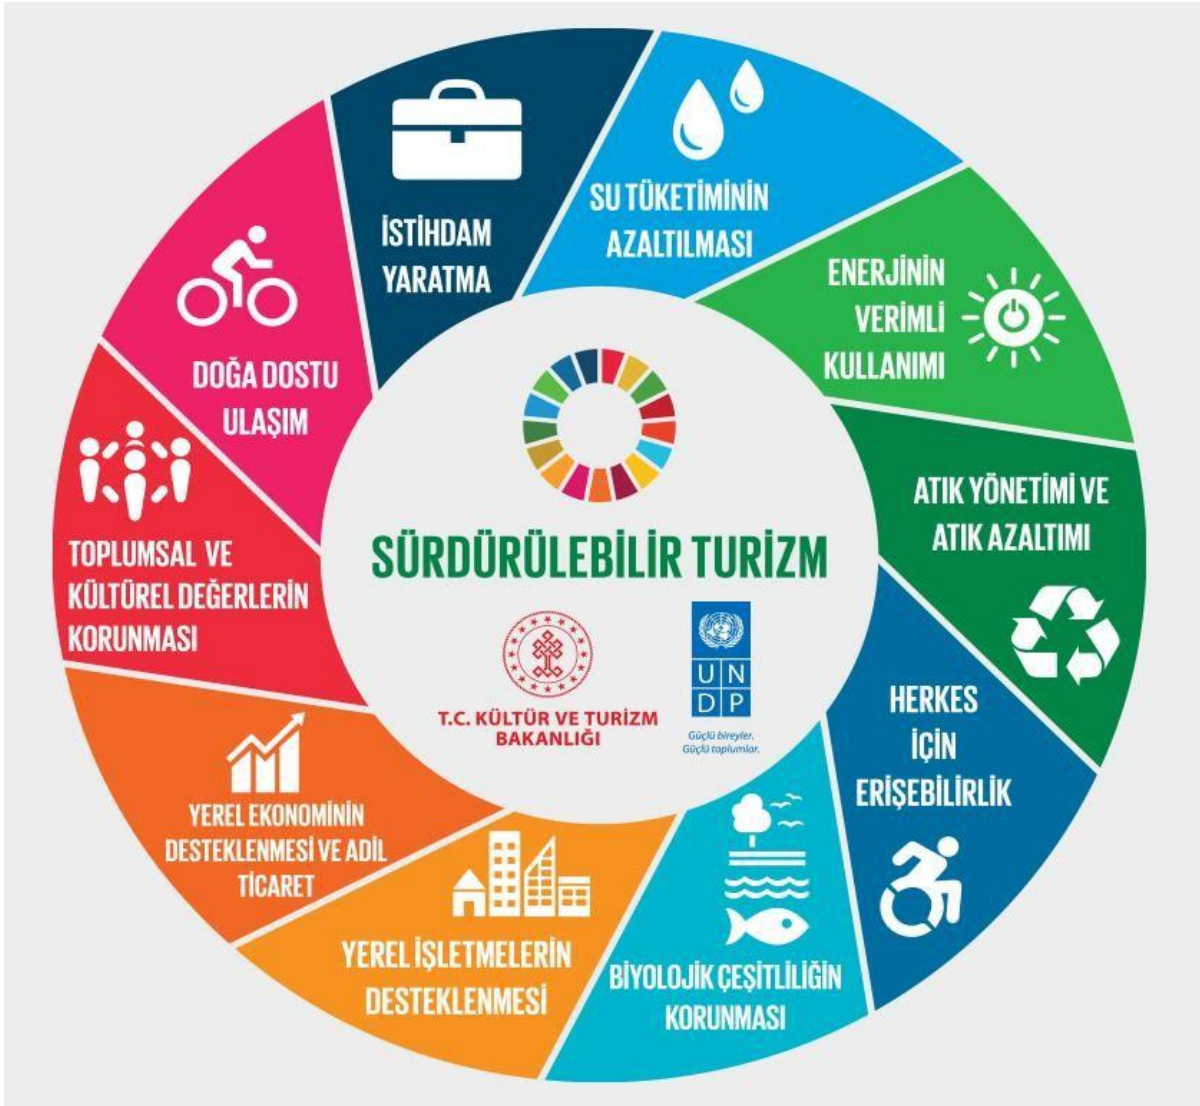 SÜRDÜRÜLEBİLİR TURİZM
T.C. KÜLTÜR VE TURİZM
BAKANLIĞI
U N
D P
Güçlü bireyler.
Güçlü toplumlar.
SU TÜKETİMİNİN
AZALTILMASI
ENERJİNİN
VERİMLİ
KULLANIMI
ATIK YÖNETİMİ VE
ATIK AZALTIMI
HERKES
İÇİN
ERİŞEBİLİRLİK
BİYOLOJİK ÇEŞİTLİLİĞİN
KORUNMASI
YEREL İŞLETMELERİN
DESTEKLENMESİ
YEREL EKONOMİNİN
DESTEKLENMESİ VE ADİL
TİCARET
TOPLUMSAL VE
KÜLTÜREL DEĞERLERİN
KORUNMASI
DOĞA DOSTU
ULAŞIM
İSTİHDAM
YARATMA